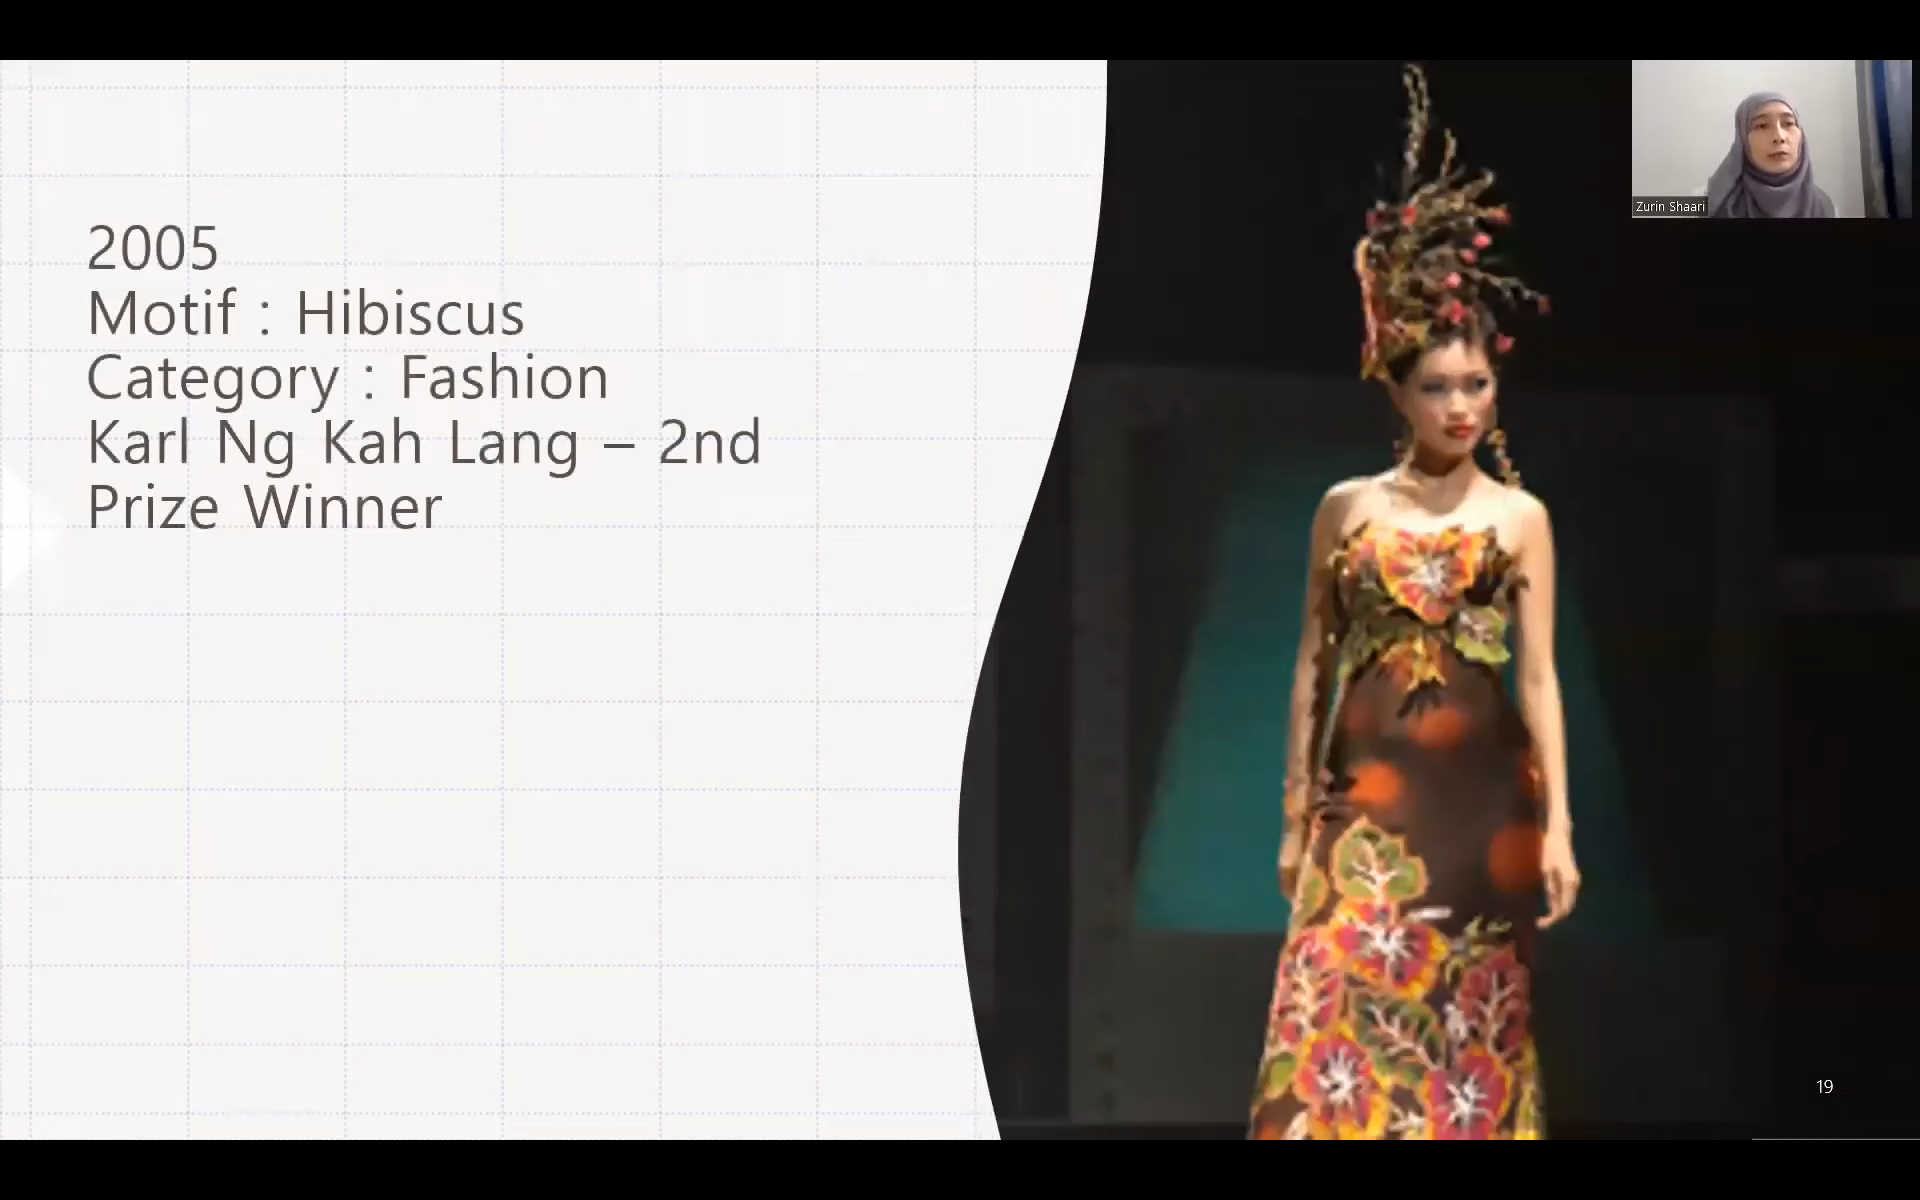 2005
Motif : Hibiscus
Category : Fashion
Karl Ng Kah Lang – 2nd
Prize Winner
Zurin Shaari
19